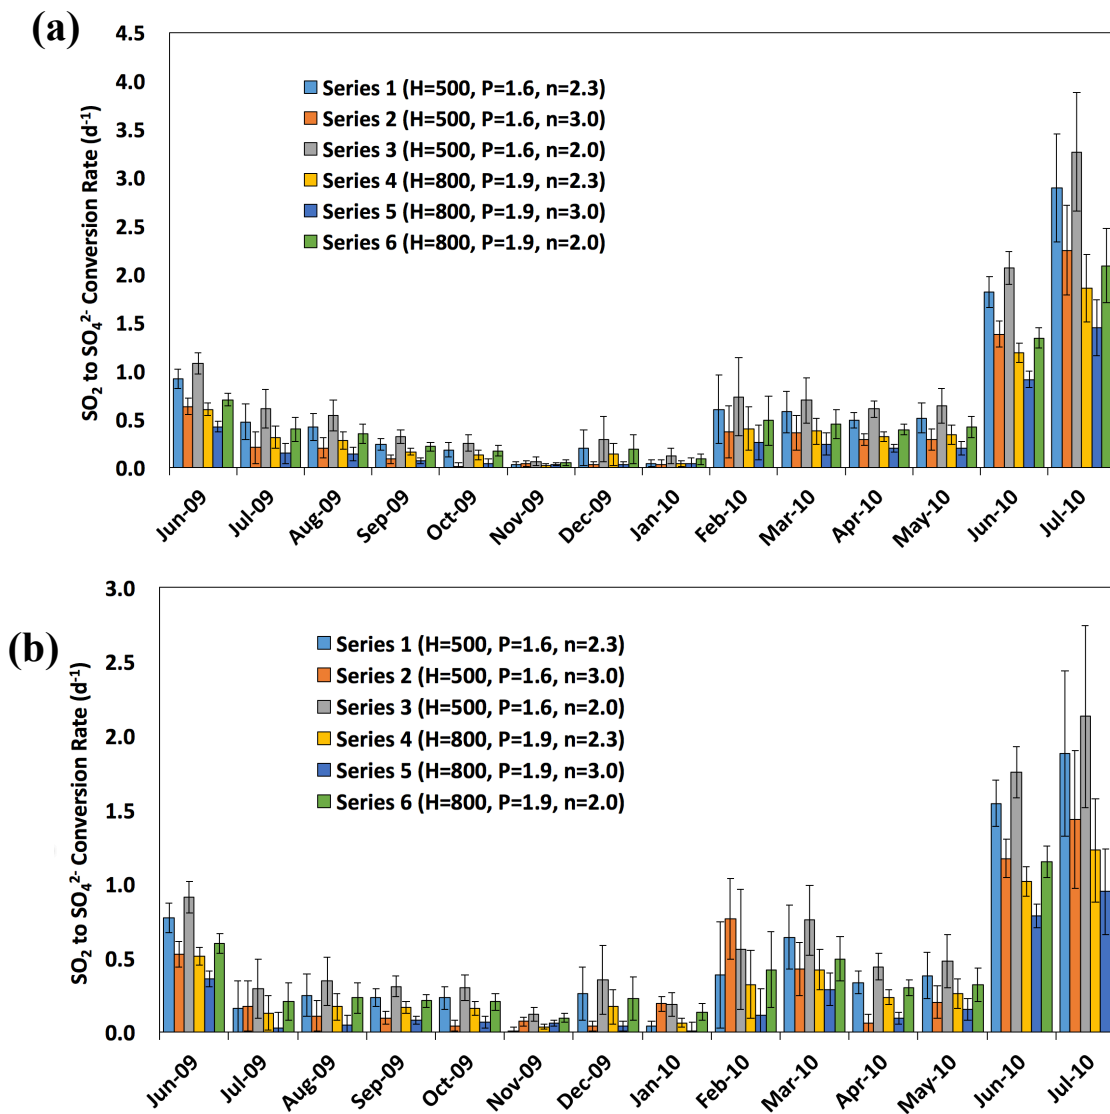 (a)
SO₂ to SO₄²⁻ Conversion Rate (d⁻¹)
4.5
4.0
3.5
3.0
2.5
2.0
1.5
1.0
0.5
0.0
Series 1 (H=500, P=1.6, n=2.3)
Series 2 (H=500, P=1.6, n=3.0)
Series 3 (H=500, P=1.6, n=2.0)
Series 4 (H=800, P=1.9, n=2.3)
Series 5 (H=800, P=1.9, n=3.0)
Series 6 (H=800, P=1.9, n=2.0)
Jun-09 Jul-09 Aug-09 Sep-09 Oct-09 Nov-09 Dec-09 Jan-10 Feb-10 Mar-10 Apr-10 May-10 Jun-10 Jul-10
(b)
SO₂ to SO₄²⁻ Conversion Rate (d⁻¹)
3.0
2.5
2.0
1.5
1.0
0.5
0.0
Series 1 (H=500, P=1.6, n=2.3)
Series 2 (H=500, P=1.6, n=3.0)
Series 3 (H=500, P=1.6, n=2.0)
Series 4 (H=800, P=1.9, n=2.3)
Series 5 (H=800, P=1.9, n=3.0)
Series 6 (H=800, P=1.9, n=2.0)
Jun-09 Jul-09 Aug-09 Sep-09 Oct-09 Nov-09 Dec-09 Jan-10 Feb-10 Mar-10 Apr-10 May-10 Jun-10 Jul-10